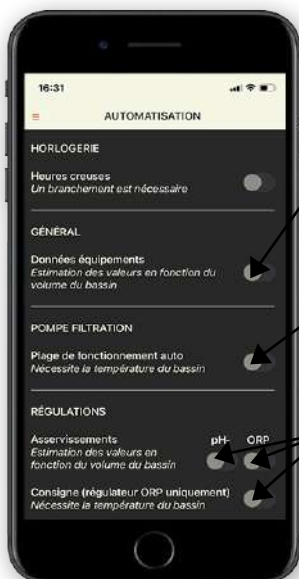 16:31
AUTOMATISATION
HORLOGERIE
Heures creuses
Un branchement est nécessaire
GÉNÉRAL
Données équipements
Estimation des valeurs en fonction du
volume du bassin
POMPE FILTRATION
Plage de fonctionnement auto
Nécessite la température du bassin
RÉGULATIONS
Asservissements pH- ORP
Estimation des valeurs en
fonction du volume du bassin
Consigne (régulateur ORP uniquement)
Nécessite la température du bassin